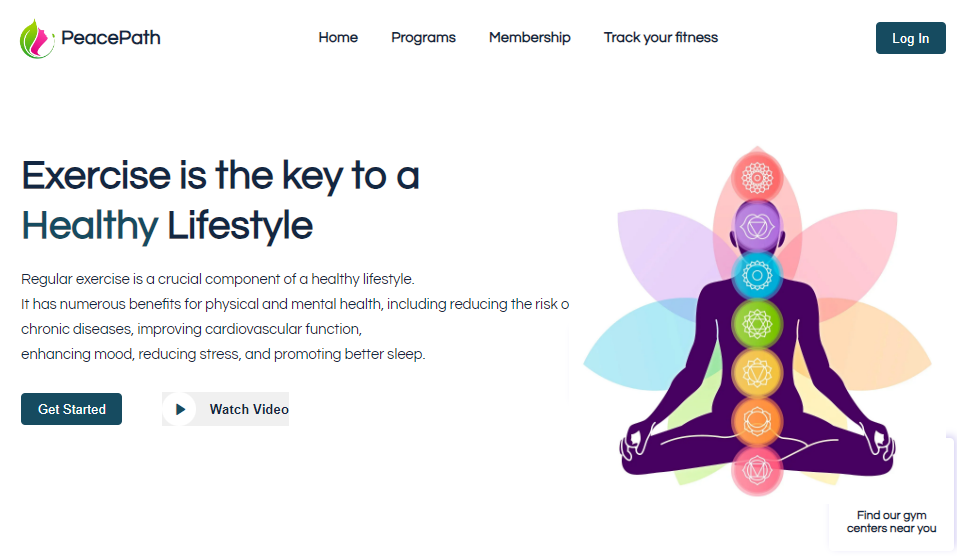 PeacePath
Home Programs Membership Track your fitness
Log In
Exercise is the key to a
Healthy Lifestyle
Regular exercise is a crucial component of a healthy lifestyle.
It has numerous benefits for physical and mental health, including reducing the risk o
chronic diseases, improving cardiovascular function,
enhancing mood, reducing stress, and promoting better sleep.
Get Started
Watch Video
Find our gym
centers near you